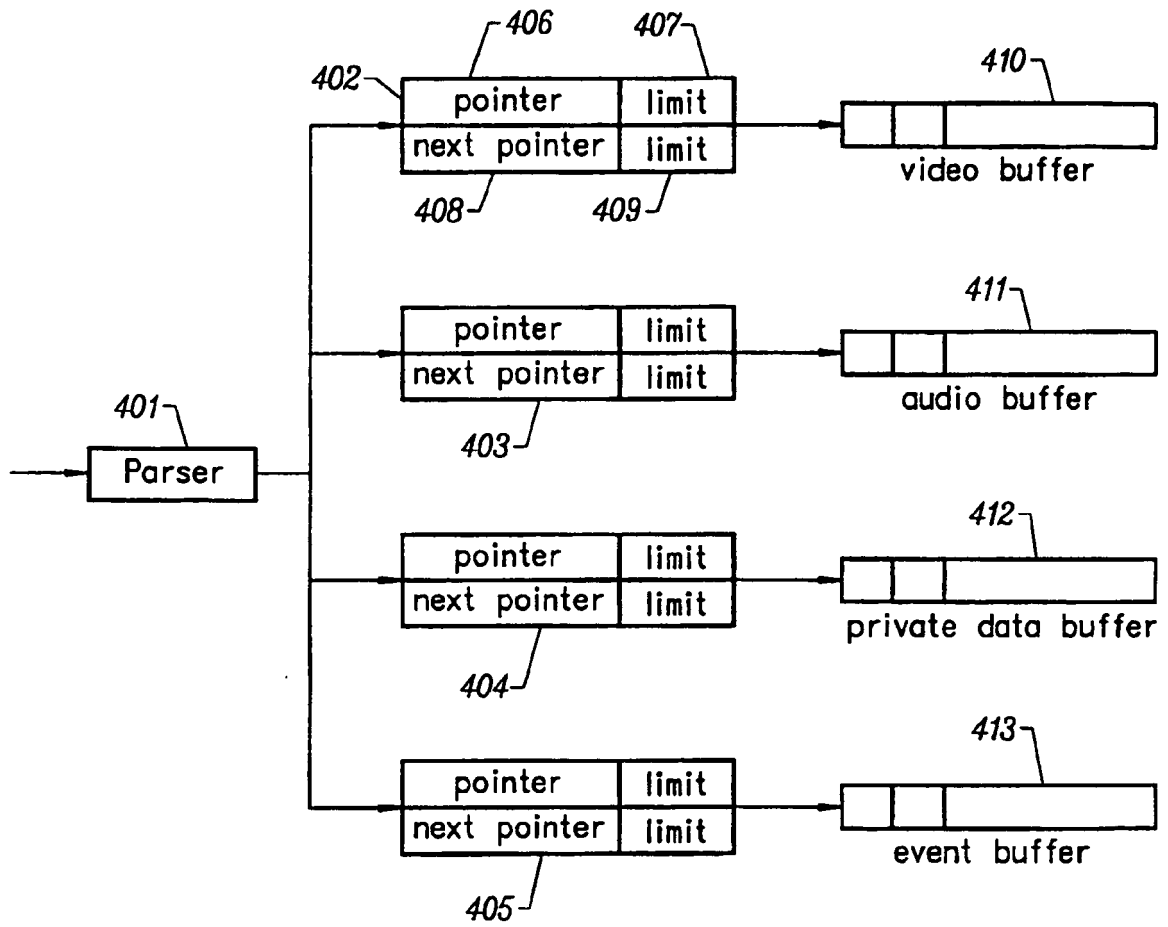 406
407
402
410
pointer limit
next pointer limit
video buffer
408
409
411
pointer limit
next pointer limit
audio buffer
401
403
Parser
412
pointer limit
next pointer limit
private data buffer
404
413
pointer limit
next pointer limit
event buffer
405